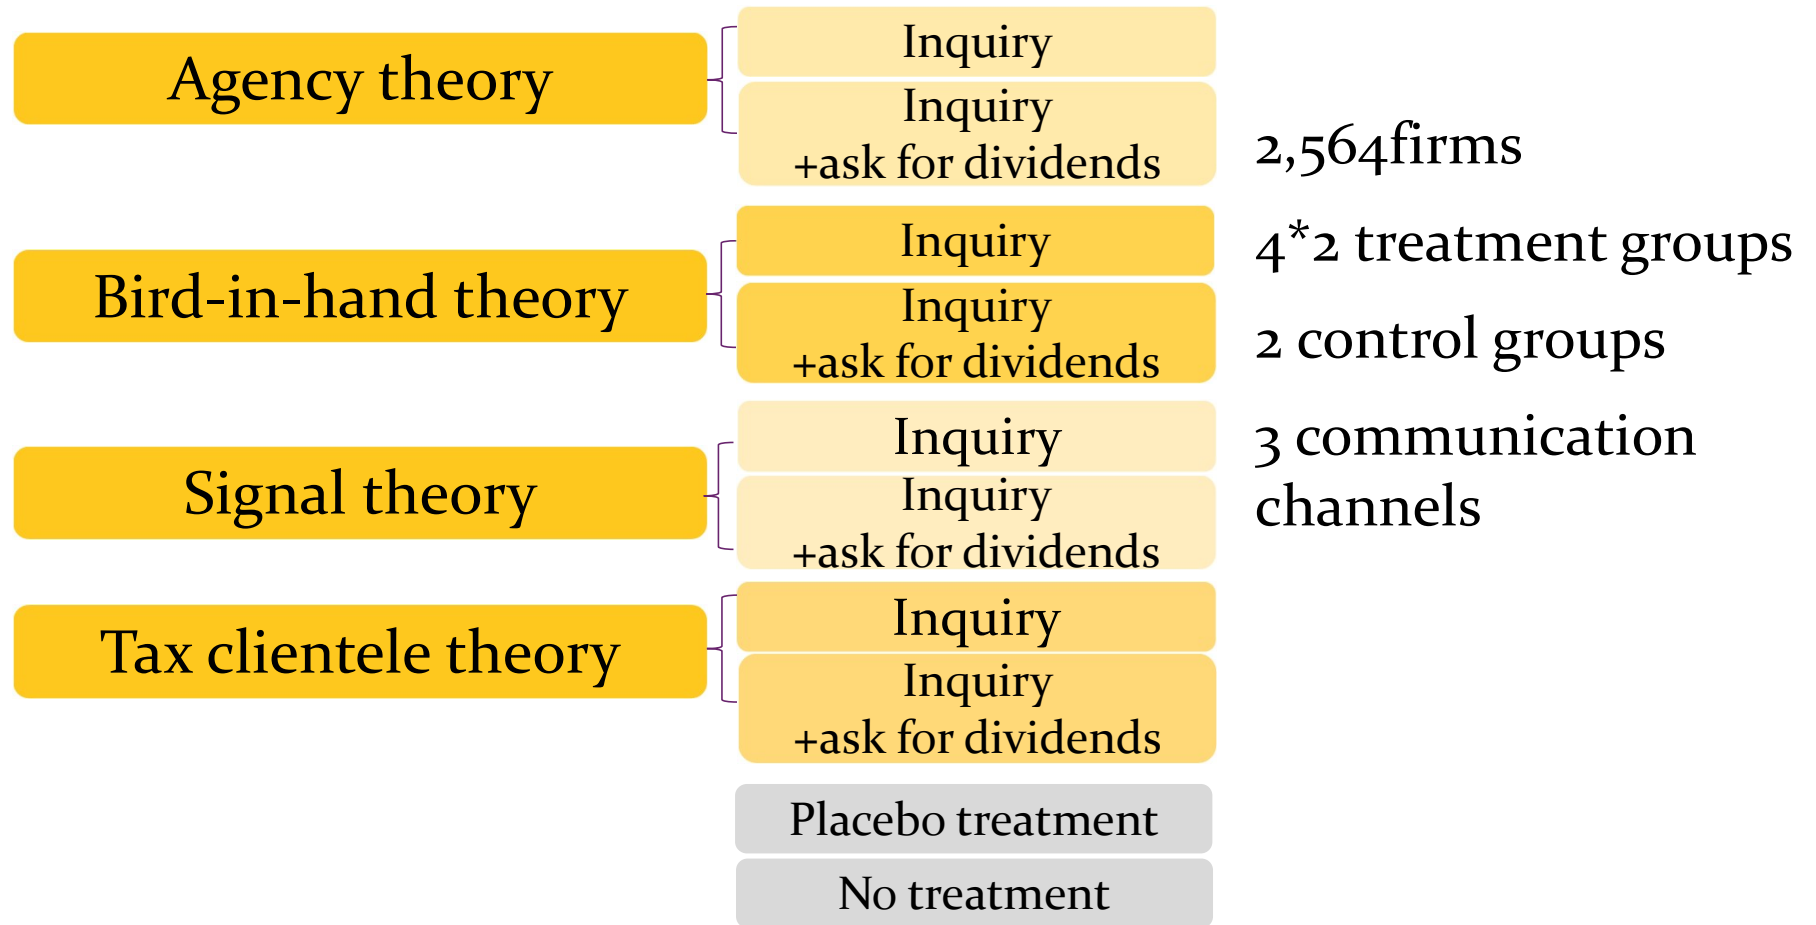 Agency theory
Inquiry
Inquiry
+ask for dividends
Bird-in-hand theory
Inquiry
Inquiry
+ask for dividends
Signal theory
Inquiry
Inquiry
+ask for dividends
Tax clientele theory
Inquiry
Inquiry
+ask for dividends
Placebo treatment
No treatment
2,564firms
4*2 treatment groups
2 control groups
3 communication
channels